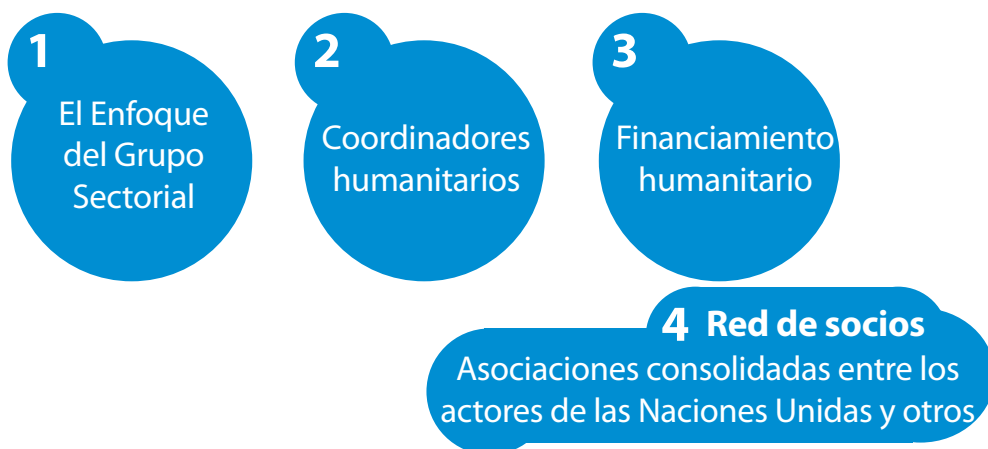 1
El Enfoque
del Grupo
Sectorial
2
Coordinadores
humanitarios
3
Financiamiento
humanitario
4 Red de socios
Asociaciones consolidadas entre los
actores de las Naciones Unidas y otros